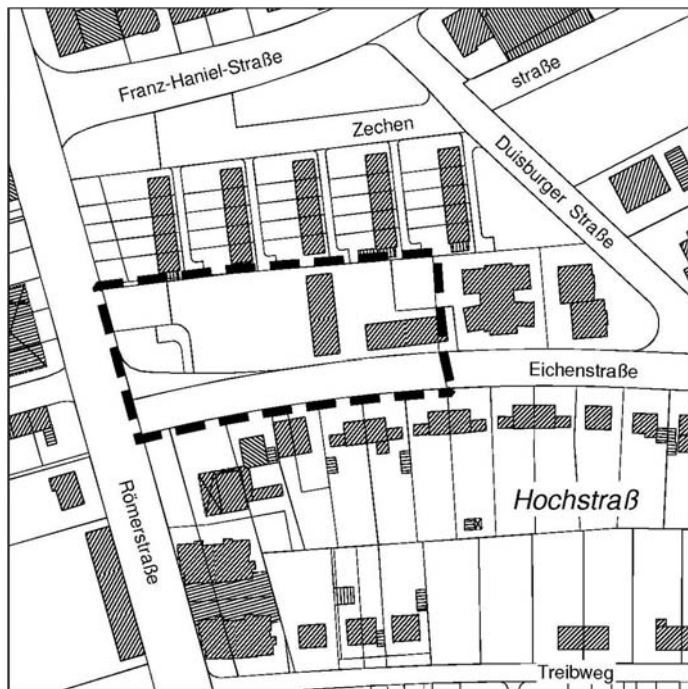 Franz-Haniel-Straße
straße
Zechen
Duisburger Straße
Eichenstraße
Hochstraß
Römerstraße
Treibweg